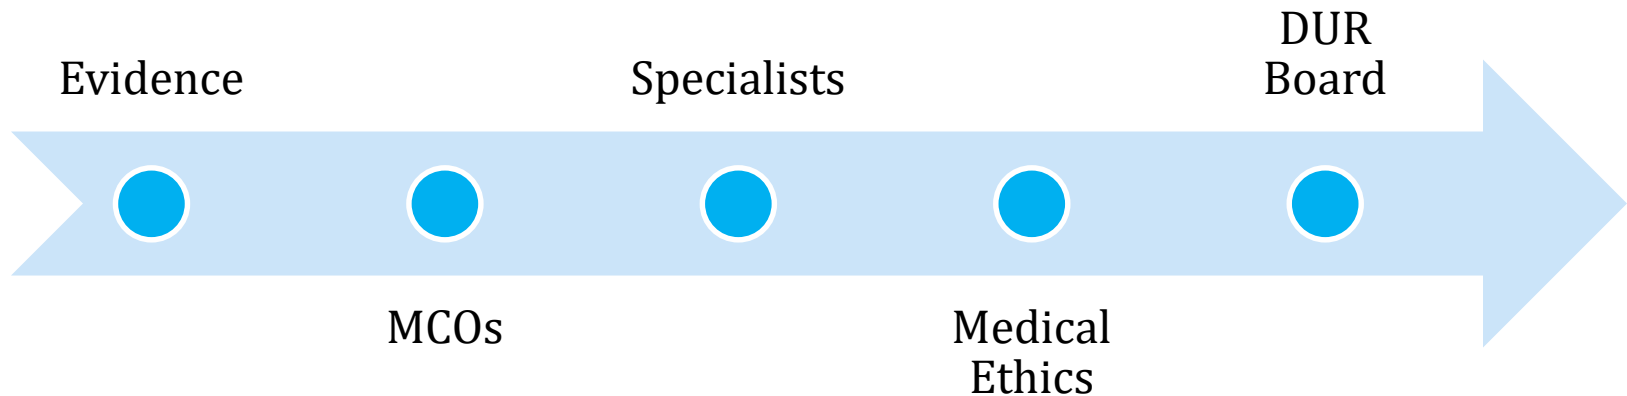 Evidence
MCOs
Specialists
Medical
Ethics
DUR
Board